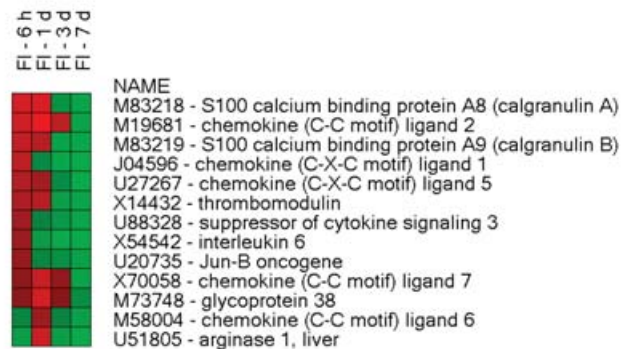 FI - 6 h
FI - 1 d
FI - 3 d
FI - 7 d
NAME
M83218 - S100 calcium binding protein A8 (calgranulin A)
M19681 - chemokine (C-C motif) ligand 2
M83219 - S100 calcium binding protein A9 (calgranulin B)
J04596 - chemokine (C-X-C motif) ligand 1
U27267 - chemokine (C-X-C motif) ligand 5
X14432 - thrombomodulin
U88328 - suppressor of cytokine signaling 3
X54542 - interleukin 6
U20735 - Jun-B oncogene
X70058 - chemokine (C-C motif) ligand 7
M73748 - glycoprotein 38
M58004 - chemokine (C-C motif) ligand 6
U51805 - arginase 1, liver